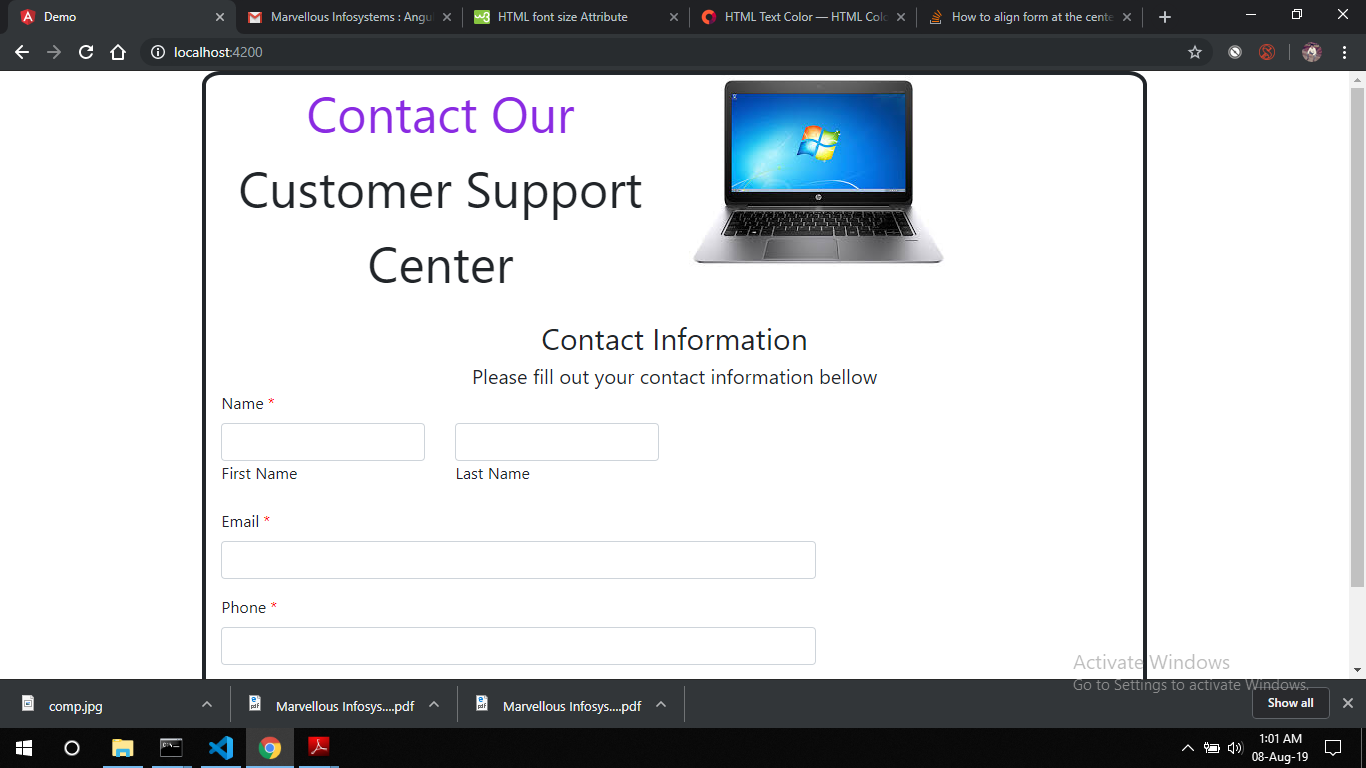 Demo
Marvellous Infosystems : Angu
HTML font size Attribute
HTML Text Color — HTML Colo
How to align form at the cente
localhost:4200
Contact Our
Customer Support
Center
hp
Contact Information
Please fill out your contact information bellow
Name *
First Name
Last Name
Email *
Phone *
Activate Windows
Go to Settings to activate Windows.
comp.jpg
Marvellous Infosys....pdf
Marvellous Infosys....pdf
Show all
1:01 AM
08-Aug-19